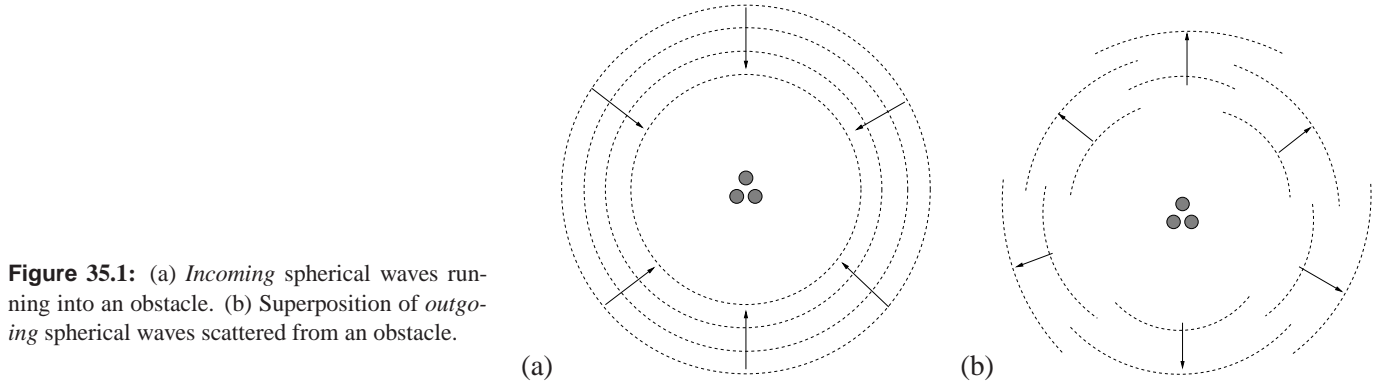 Figure 35.1: (a) Incoming spherical waves run-
ning into an obstacle. (b) Superposition of outgo-
ing spherical waves scattered from an obstacle.
(a)
(b)